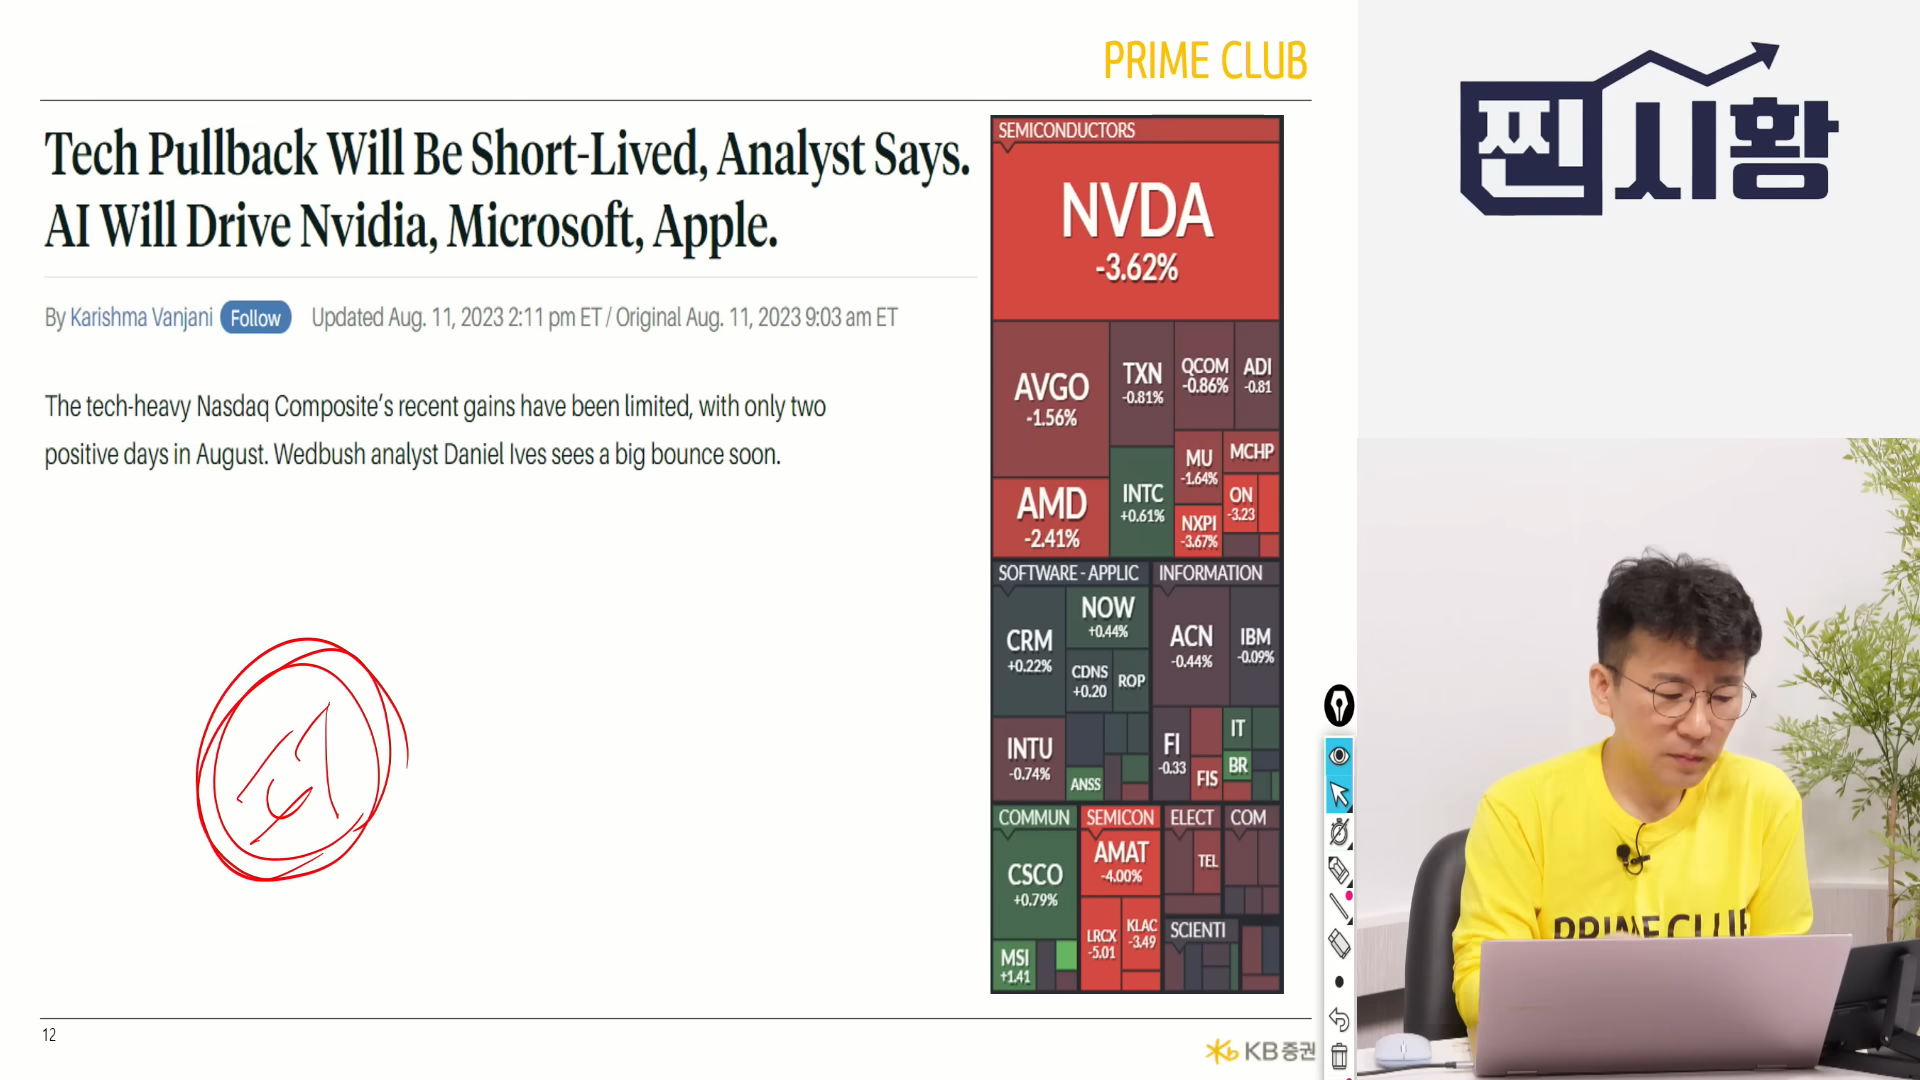 PRIME CLUB
Tech Pullback Will Be Short-Lived, Analyst Says.
AI Will Drive Nvidia, Microsoft, Apple.
By Karishma Vanjani Follow Updated Aug. 11, 2023 2:11 pm ET / Original Aug. 11, 2023 9:03 am ET
The tech-heavy Nasdaq Composite's recent gains have been limited, with only two
positive days in August. Wedbush analyst Daniel Ives sees a big bounce soon.
SEMICONDUCTORS
NVDA
-3.62%
AVGO
-1.56%
TXN
-0.81%
QCOM
-0.86%
ADI
-0.81
AMD
-2.41%
INTC
+0.61%
MU
-1.64%
MCHP
ON
-3.23
NXPI
-3.67%
SOFTWARE - APPLIC
CRM
+0.22%
NOW
+0.44%
CDNS
+0.20
ROP
INTU
-0.74%
ANSS
INFORMATION
ACN
-0.44%
IBM
-0.09%
FI
-0.33
IT
FIS
BR
COMMUN
CSCO
+0.79%
MSI
+1.41
SEMICON
AMAT
-4.00%
LRCX
-5.01
KLAC
-3.49
ELECT
TEL
COM
SCIENTI
12
KB증권
찐시황
PRIME CLUB